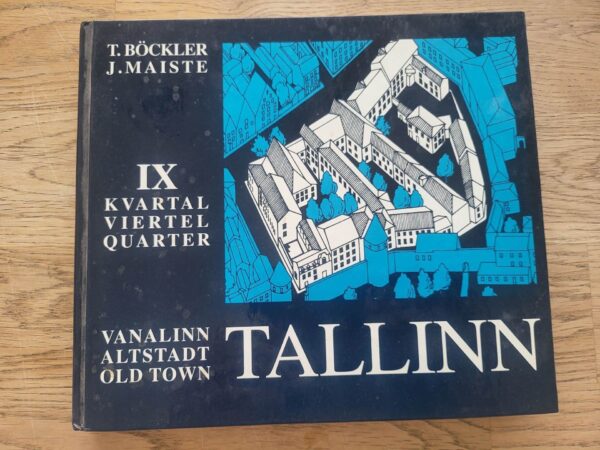 T. BÖCKLER
J. MAISTE
IX
KVARTAL
VIERTEL
QUARTER
VANALINN
ALTSTADT
OLD TOWN
TALLINN